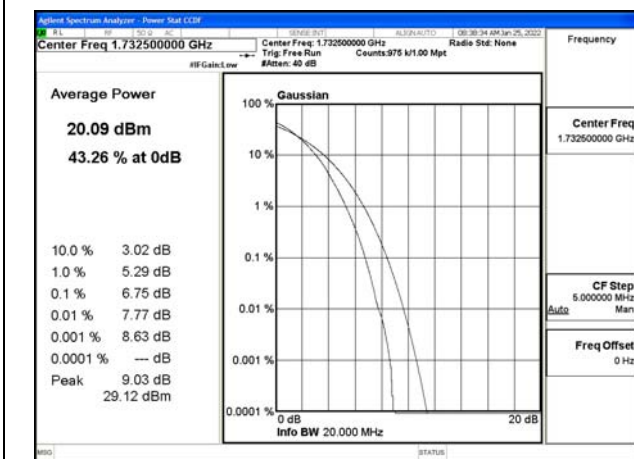 Agilent Spectrum Analyzer - Power Stat CCDF
RL RF 50 Ω AC SENSE:INT ALIGNAUTO 08:38:34 AM Jan 25, 2022
Center Freq 1.732500000 GHz
Center Freq: 1.732500000 GHz Radio Std: None
Trig: Free Run Counts:975 k/1.00 Mpt
#IFGain:Low #Atten: 40 dB
Frequency
Average Power
20.09 dBm
43.26 % at 0dB
10.0 % 3.02 dB
1.0 % 5.29 dB
0.1 % 6.75 dB
0.01 % 7.77 dB
0.001 % 8.63 dB
0.0001 % --- dB
Peak 9.03 dB
29.12 dBm
Gaussian
100 %
10 %
1 %
0.1 %
0.01 %
0.001 %
0.0001 %
0 dB 20 dB
Info BW 20.000 MHz
Center Freq
1.732500000 GHz
CF Step
5.000000 MHz
Auto Man
Freq Offset
0 Hz
MSG STATUS